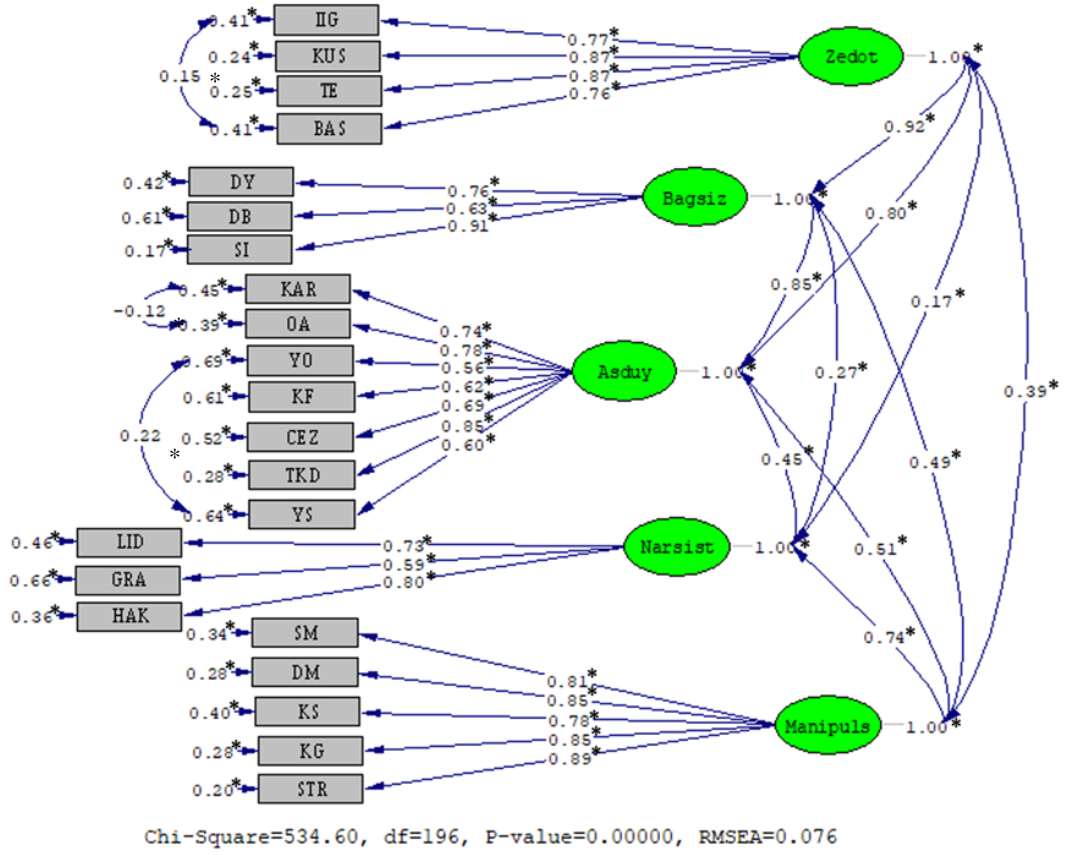 0.41* IIG
0.77*
KUS
0.24*
0.87*
Zedot
1.00*
0.15 *
0.25* TE
0.87*
0.76*
0.41* BAS
0.92*
0.42* DY
0.76*
0.61* DB
0.63*
Bagsiz
1.00*
0.17* SI
0.91*
0.80*
0.45* KAR
0.85*
-0.12
*0.39* OA
0.74*
0.17*
0.78*
0.69* YO
0.56*
Asduy
1.00*
0.27*
0.61* KF
0.62*
0.39*
0.69*
0.52* CEZ
0.85*
0.22
*
0.60*
0.28* TKD
0.45*
0.49*
0.64* YS
0.46* LID
0.73*
Narsist
1.00*
0.51*
0.59*
0.66* GRA
0.80*
0.36* HAK
0.34* SM
0.74*
0.28* DM
0.81*
0.85*
0.40* KS
0.78*
Manipuls
1.00*
0.28* KG
0.85*
0.89*
0.20* STR
Chi-Square=534.60, df=196, P-value=0.00000, RMSEA=0.076